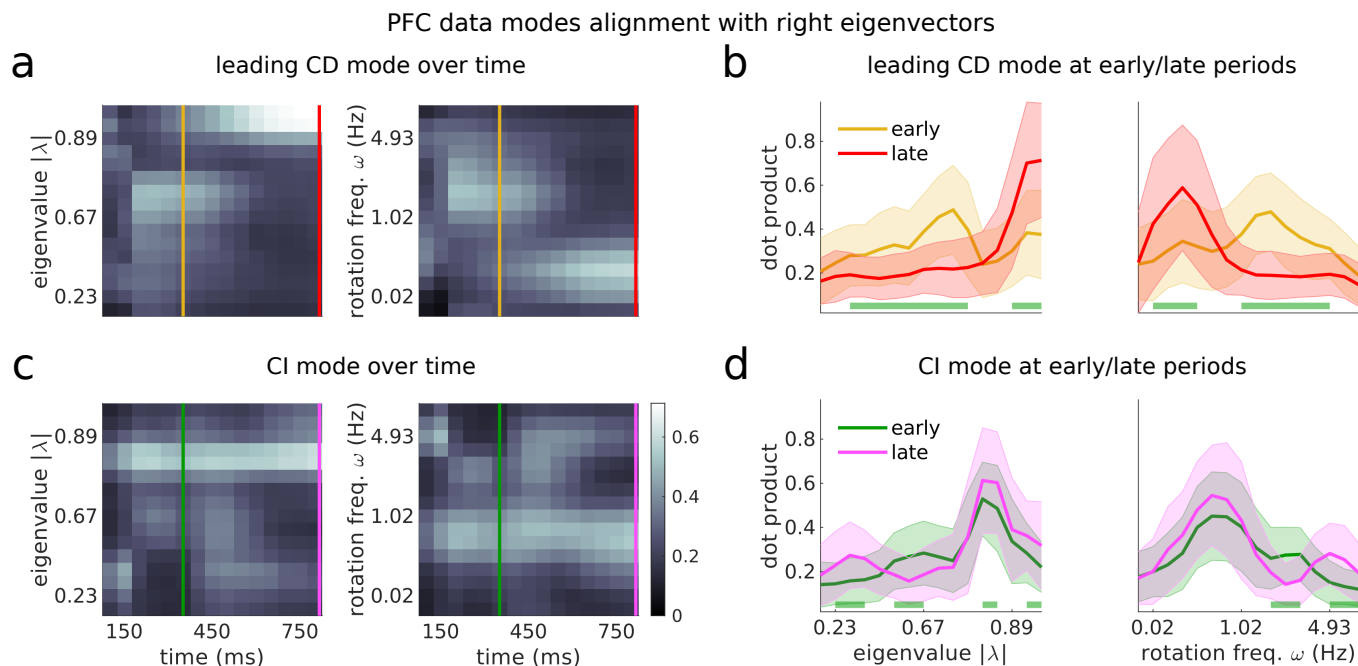 PFC data modes alignment with right eigenvectors
a
leading CD mode over time
b
leading CD mode at early/late periods
eigenvalue |λ|
0.89
0.67
0.23
rotation freq. ω (Hz)
4.93
1.02
0.02
dot product
0.8
0.6
0.4
0.2
early
late
c
CI mode over time
d
CI mode at early/late periods
eigenvalue |λ|
0.89
0.67
0.23
150 450 750
time (ms)
rotation freq. ω (Hz)
4.93
1.02
0.02
150 450 750
time (ms)
0.6
0.4
0.2
0
dot product
0.8
0.6
0.4
0.2
early
late
0.23 0.67 0.89
eigenvalue |λ|
0.02 1.02 4.93
rotation freq. ω (Hz)